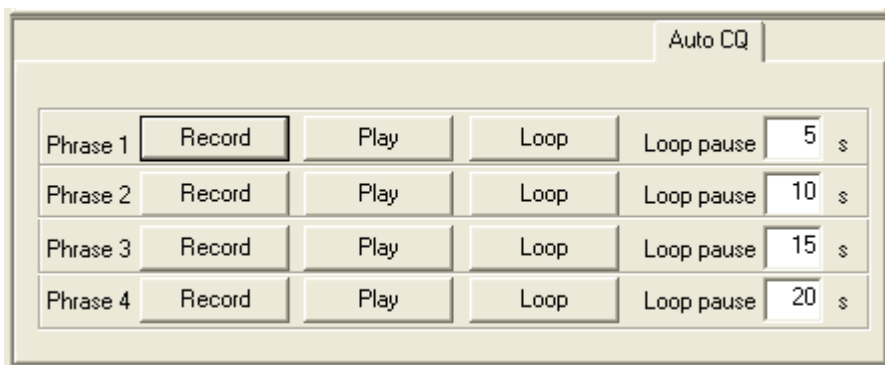 Auto CQ
Phrase 1 Record Play Loop Loop pause 5 s
Phrase 2 Record Play Loop Loop pause 10 s
Phrase 3 Record Play Loop Loop pause 15 s
Phrase 4 Record Play Loop Loop pause 20 s